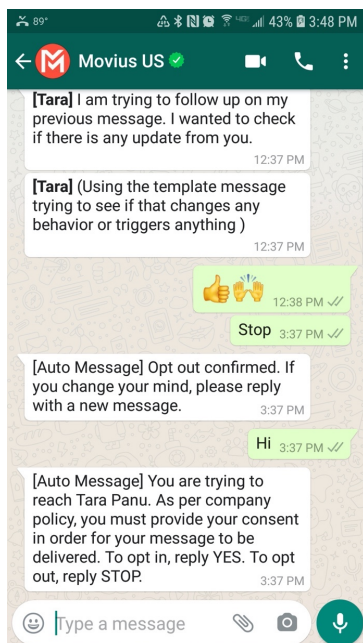 89° 43% 3:48 PM
Movius US
[Tara] I am trying to follow up on my
previous message. I wanted to check
if there is any update from you.
12:37 PM
[Tara] (Using the template message
trying to see if that changes any
behavior or triggers anything )
12:37 PM
12:38 PM
Stop 3:37 PM
[Auto Message] Opt out confirmed. If
you change your mind, please reply
with a new message. 3:37 PM
Hi 3:37 PM
[Auto Message] You are trying to
reach Tara Panu. As per company
policy, you must provide your consent
in order for your message to be
delivered. To opt in, reply YES. To opt
out, reply STOP. 3:37 PM
Type a message